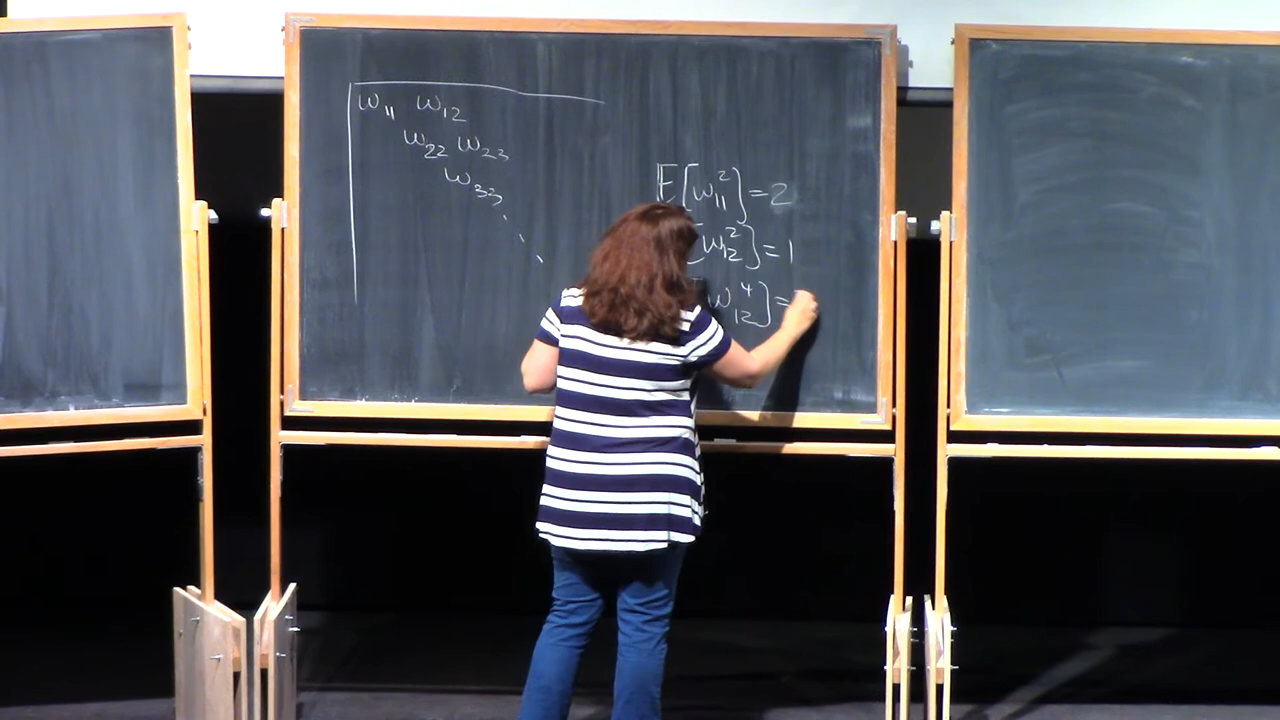 w₁₁ w₁₂
w₂₂ w₂₃
w₃₃
⋱
E[w₁₁²]=2
[w₁₂²]=1
[w₁₂⁴]=